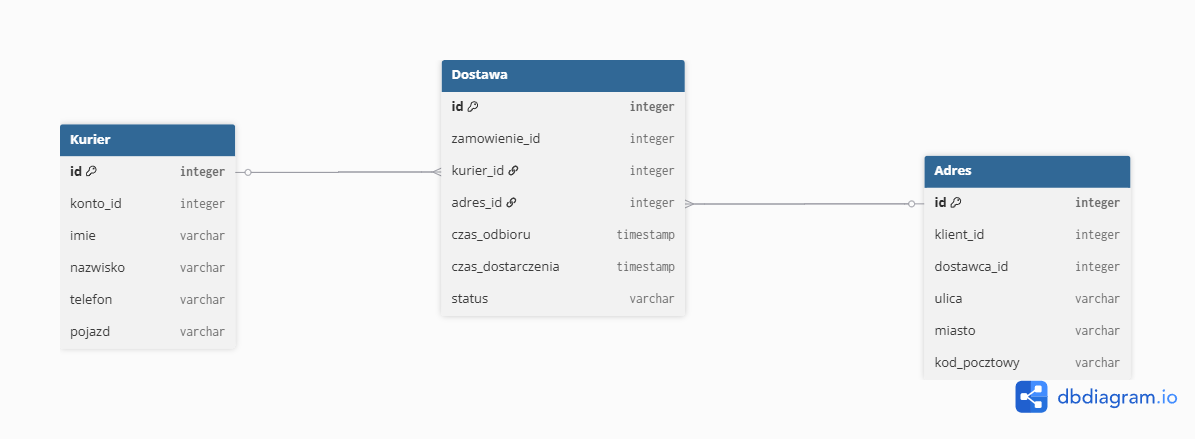 Kurier
id integer
konto_id integer
imie varchar
nazwisko varchar
telefon varchar
pojazd varchar
Dostawa
id integer
zamowienie_id integer
kurier_id integer
adres_id integer
czas_odbioru timestamp
czas_dostarczenia timestamp
status varchar
Adres
id integer
klient_id integer
dostawca_id integer
ulica varchar
miasto varchar
kod_pocztowy varchar
dbdiagram.io